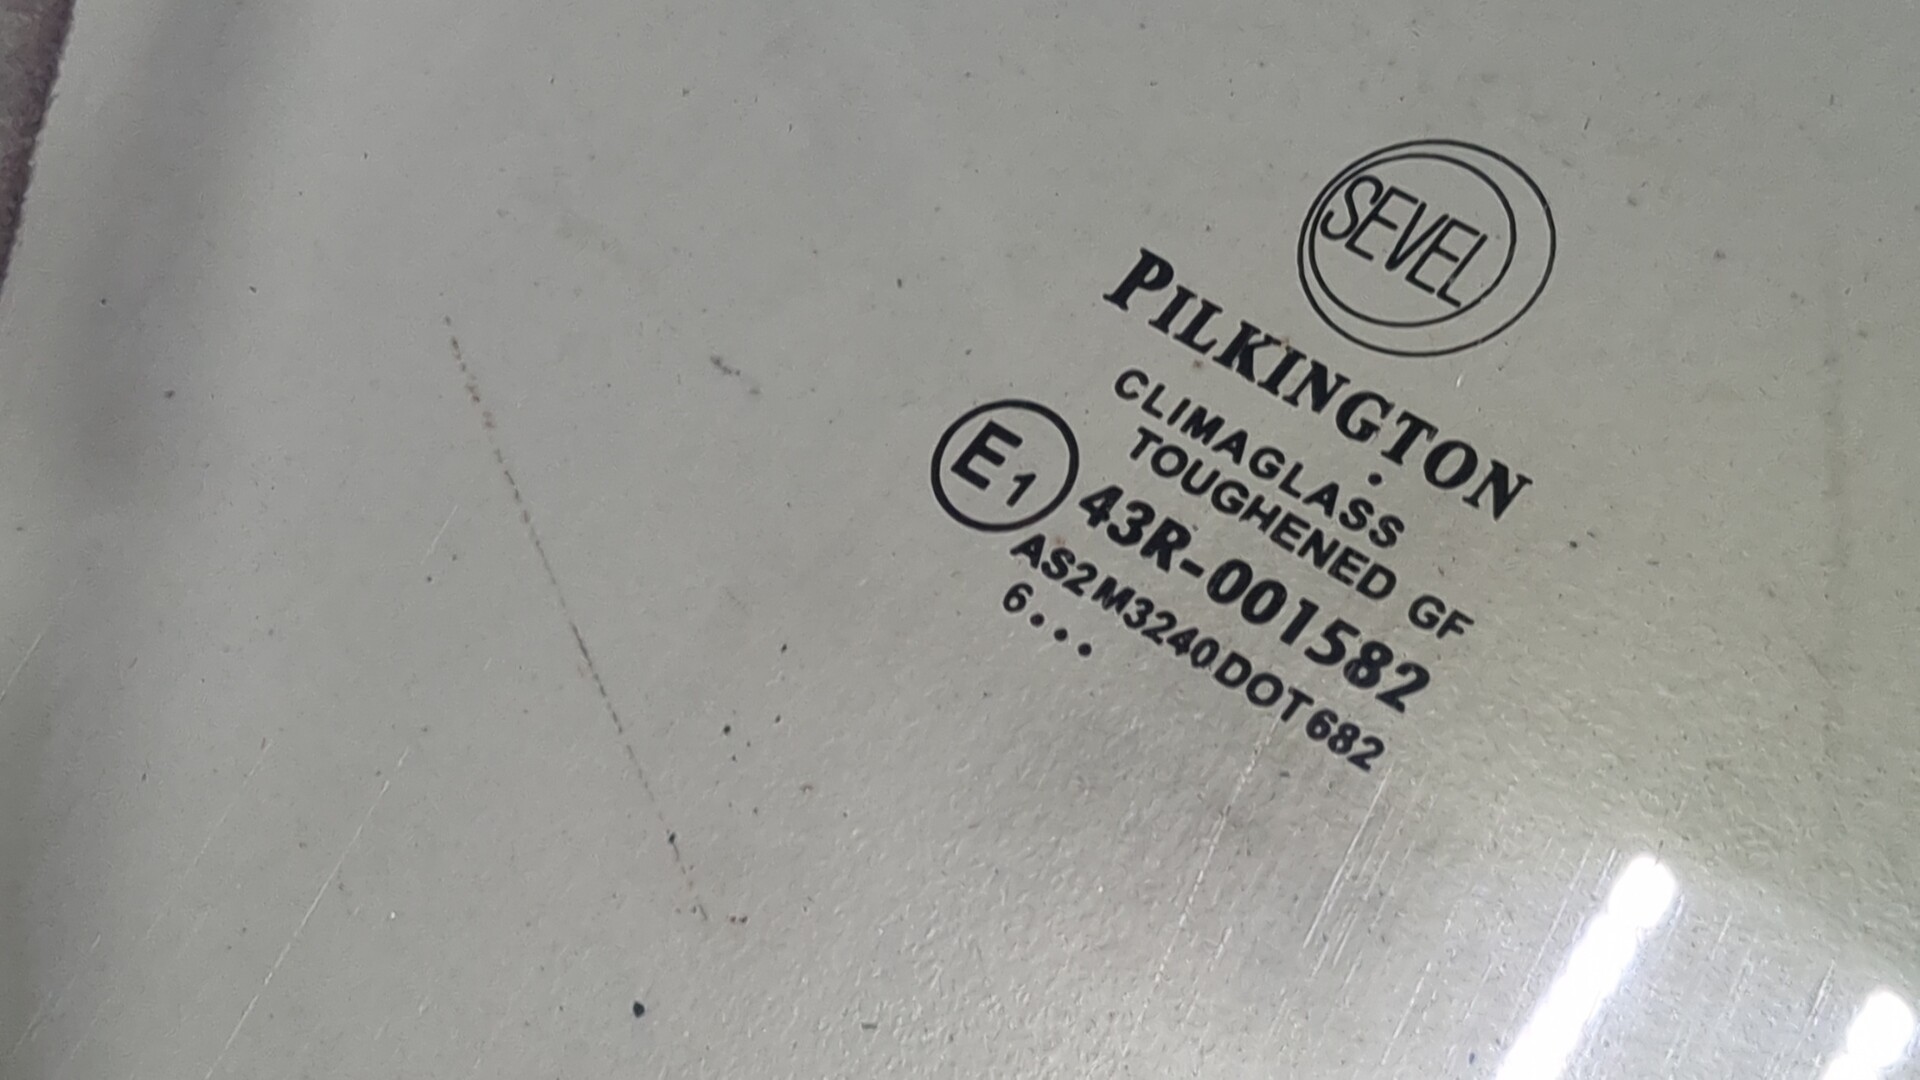 SEVEL
PILKINGTON
CLIMAGLASS
TOUGHENED GF
E1 43R-001582
AS2M3240DOT682
6...